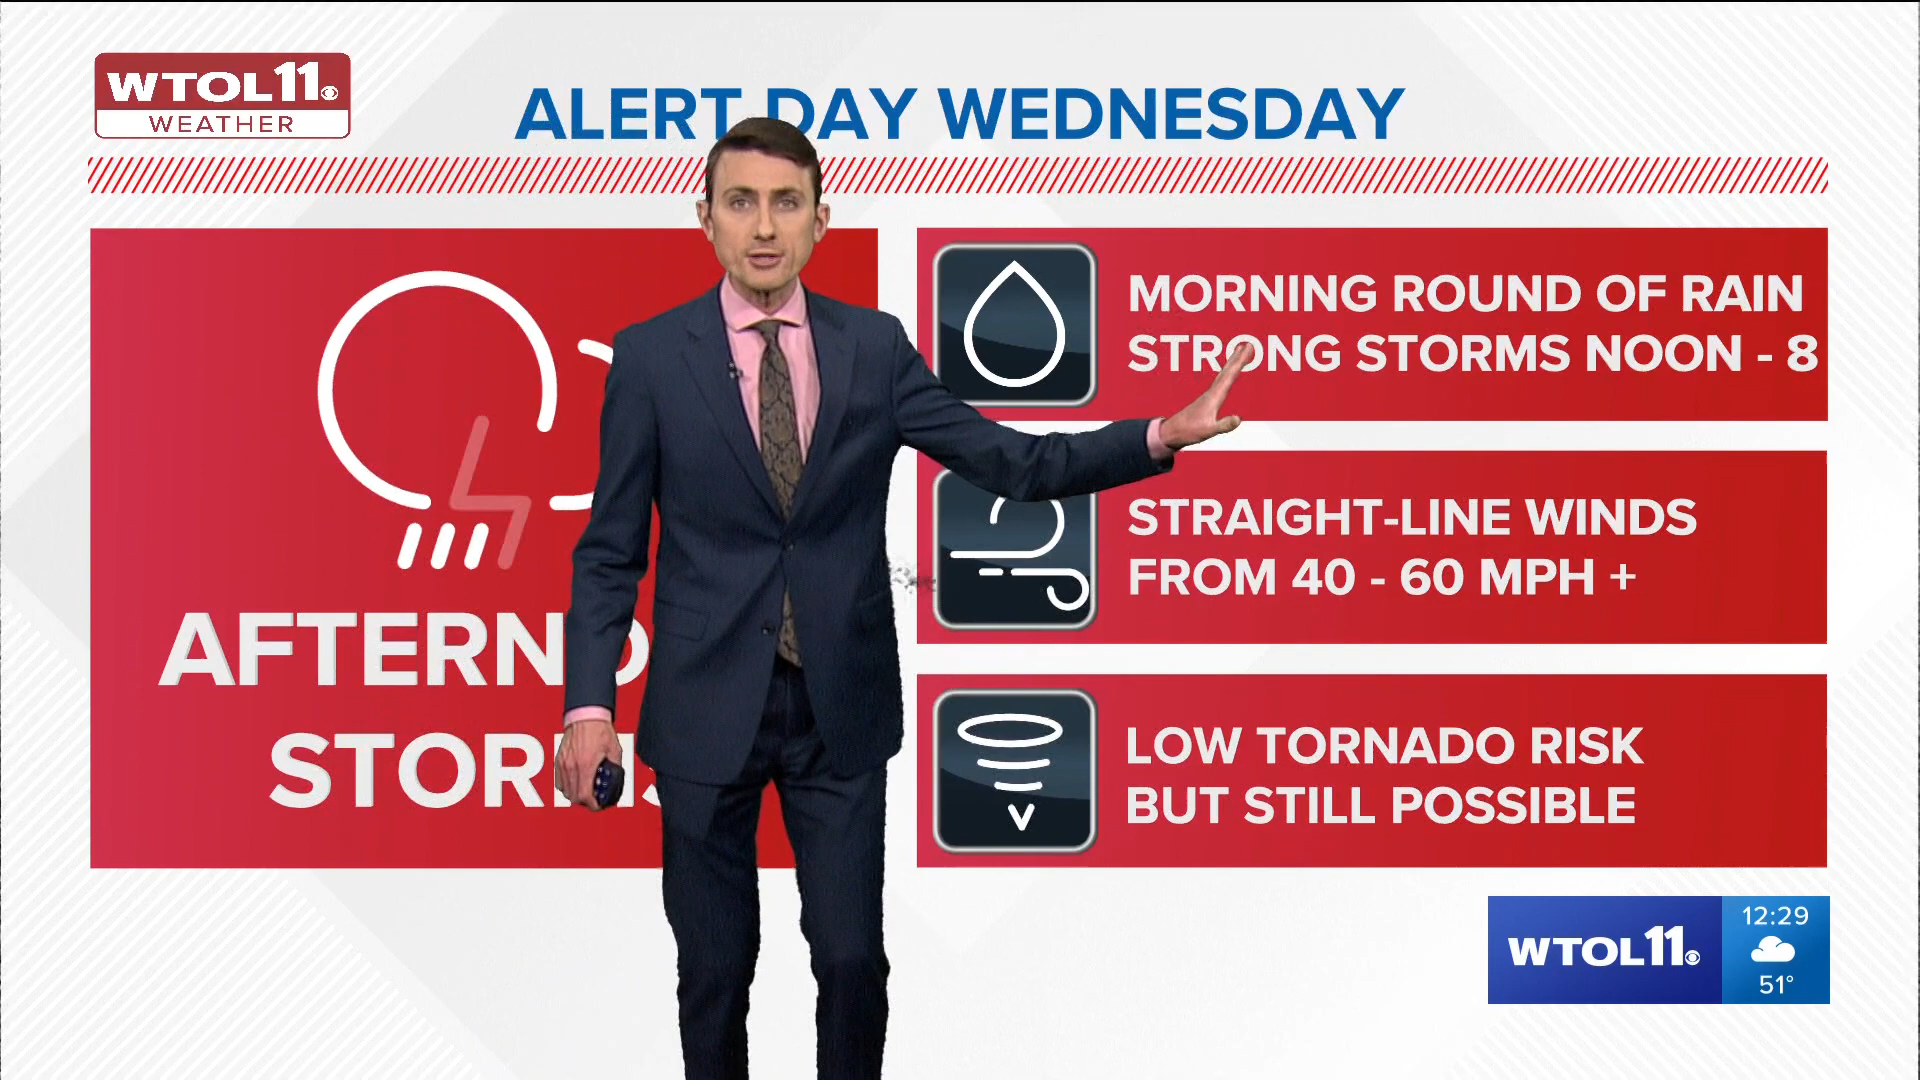 WTOL11
WEATHER
ALERT DAY WEDNESDAY
MORNING ROUND OF RAIN
STRONG STORMS NOON - 8
STRAIGHT-LINE WINDS
FROM 40 - 60 MPH +
LOW TORNADO RISK
BUT STILL POSSIBLE
STORMS
WTOL11
12:29
51°